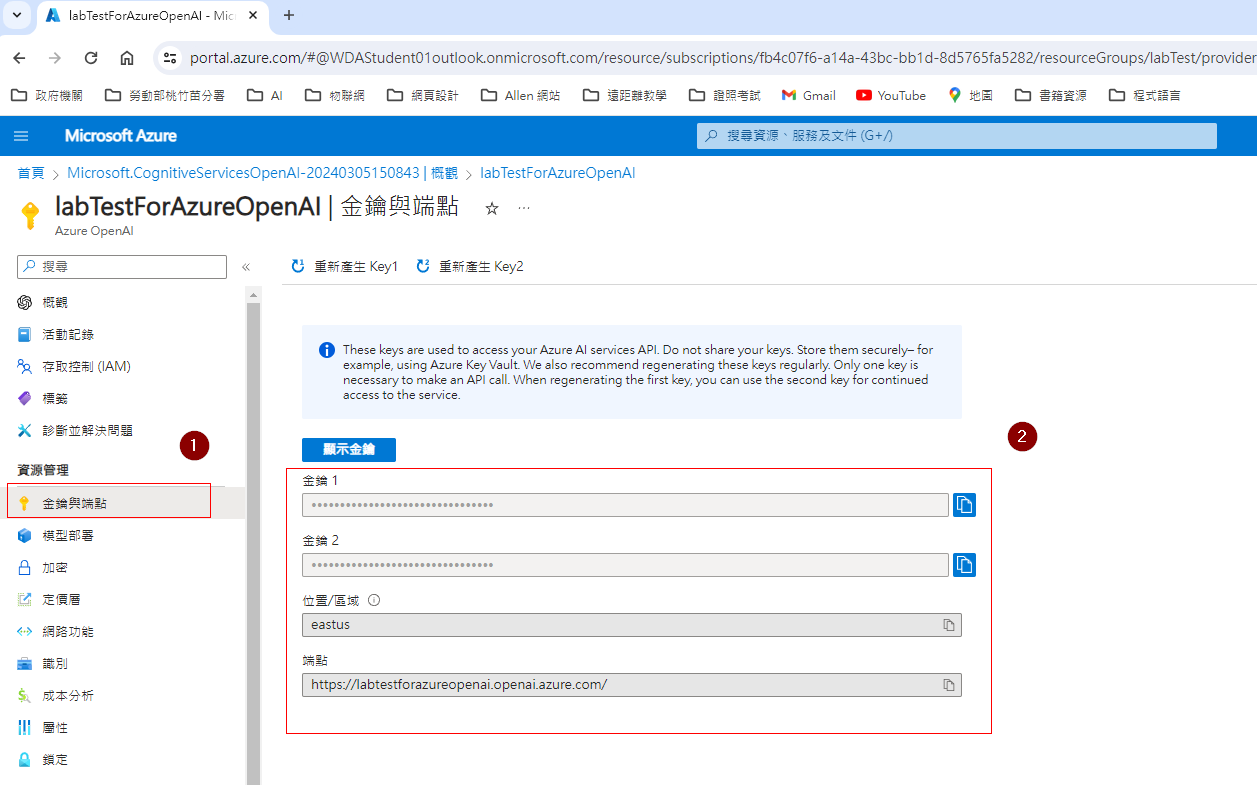 labTestForAzureOpenAI - Mic
portal.azure.com/#@WDAStudent01outlook.onmicrosoft.com/resource/subscriptions/fb4c07f6-a14a-43bc-bb1d-8d5765fa5282/resourceGroups/labTest/provider
政府機關 勞動部桃竹苗分署 AI 物聯網 網頁設計 Allen 網站 遠距離教學 證照考試 Gmail YouTube 地圖 書籍資源 程式語言
Microsoft Azure
搜尋資源、服務及文件 (G+/)
首頁 > Microsoft.CognitiveServicesOpenAI-20240305150843 | 概觀 > labTestForAzureOpenAI
labTestForAzureOpenAI | 金鑰與端點
Azure OpenAI
搜尋
重新產生 Key1 重新產生 Key2
概觀
活動記錄
存取控制 (IAM)
標籤
診斷並解決問題
1
資源管理
金鑰與端點
模型部署
加密
定價層
網路功能
識別
成本分析
屬性
鎖定
These keys are used to access your Azure AI services API. Do not share your keys. Store them securely– for
example, using Azure Key Vault. We also recommend regenerating these keys regularly. Only one key is
necessary to make an API call. When regenerating the first key, you can use the second key for continued
access to the service.
顯示金鑰
2
金鑰 1
金鑰 2
位置/區域
eastus
端點
https://labtestforazureopenai.openai.azure.com/